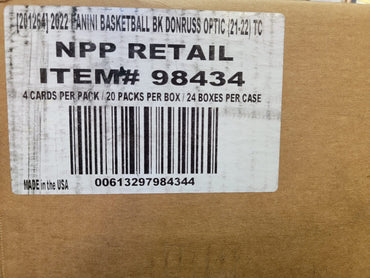 [201264] 2022 PANINI BASKETBALL BK DONRUSS OPTIC (21-22) TC
NPP RETAIL
ITEM# 98434
4 CARDS PER PACK / 20 PACKS PER BOX / 24 BOXES PER CASE
MADE in the USA
00613297984344